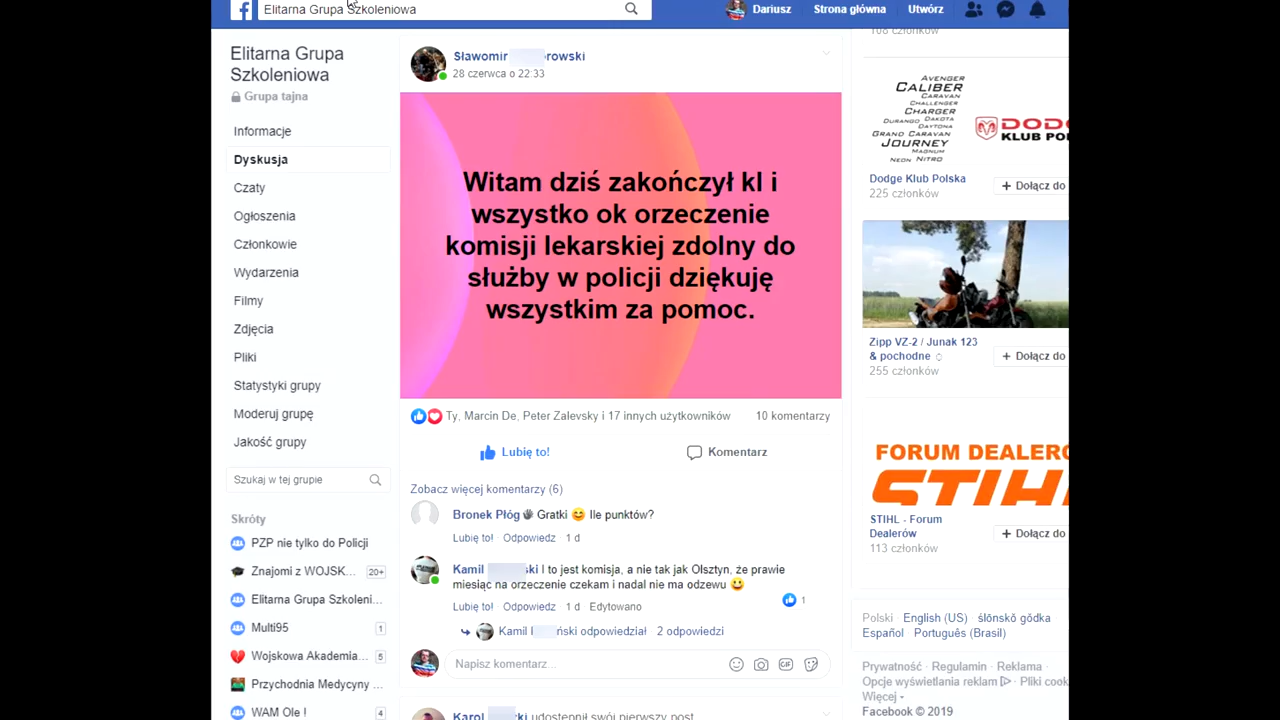 Elitarna Grupa Szkoleniowa
Dariusz
Strona główna
Utwórz
Elitarna Grupa
Szkoleniowa
Grupa tajna
Informacje
Dyskusja
Czaty
Ogłoszenia
Członkowie
Wydarzenia
Filmy
Zdjęcia
Pliki
Statystyki grupy
Moderuj grupę
Jakość grupy
Szukaj w tej grupie
Skróty
PZP nie tylko do Policji
Znajomi z WOJSK... 20+
Elitarna Grupa Szkoleni...
Multi95 1
Wojskowa Akademia... 5
Przychodnia Medycyny ...
WAM Ole ! 4
Sławomir rowski
28 czerwca o 22:33
Witam dziś zakończył kl i
wszystko ok orzeczenie
komisji lekarskiej zdolny do
służby w policji dziękuję
wszystkim za pomoc.
Ty, Marcin De, Peter Zalevsky i 17 innych użytkowników
10 komentarzy
Lubię to!
Komentarz
Zobacz więcej komentarzy (6)
Bronek Płóg Gratki Ile punktów?
Lubię to! · Odpowiedz · 1 d
Kamil ki I to jest komisja, a nie tak jak Olsztyn, że prawie
miesiąc na orzeczenie czekam i nadal nie ma odzewu
1
Lubię to! · Odpowiedz · 1 d · Edytowano
Kamil ński odpowiedział · 2 odpowiedzi
Napisz komentarz...
GIF
Karol ki udostępnił swój pierwszy post.
108 członków
AVENGER
CALIBER
CARAVAN
CHALLENGER
CHARGER
DURANGO DAKOTA
DAYTONA
GRAND CARAVAN
JOURNEY
MAGNUM
NEON NITRO
DODG
KLUB POL
Dodge Klub Polska
225 członków
+ Dołącz do
Zipp VZ-2 / Junak 123
& pochodne
255 członków
+ Dołącz do
FORUM DEALERÓ
STIHL
STIHL - Forum
Dealerów
113 członków
+ Dołącz do
Polski · English (US) · ślōnskŏ gŏdka
Español · Português (Brasil)
Prywatność · Regulamin · Reklama ·
Opcje wyświetlania reklam · Pliki cook
Więcej
Facebook © 2019